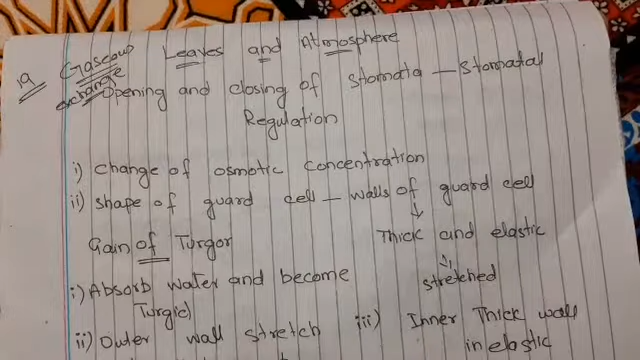 19 Gaseous Leaves and Atmosphere
exchange
Opening and closing of stomata — stomatal
Regulation
i) change of osmotic concentration
ii) shape of guard cell — walls of guard cell
↓
Gain of Turgor Thick and elastic
↓
stretched
i) Absorb water and become
Turgid
ii) Outer wall stretch iii) Inner Thick wall
inelastic